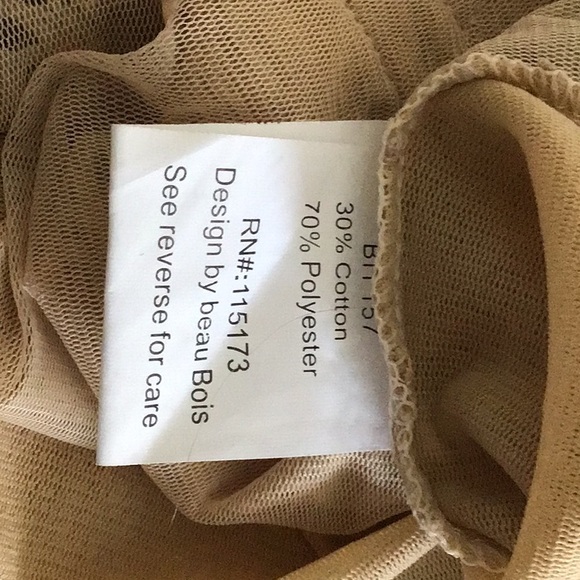 30% Cotton
70% Polyester
RN#:115173
Design by beau Bois
See reverse for care